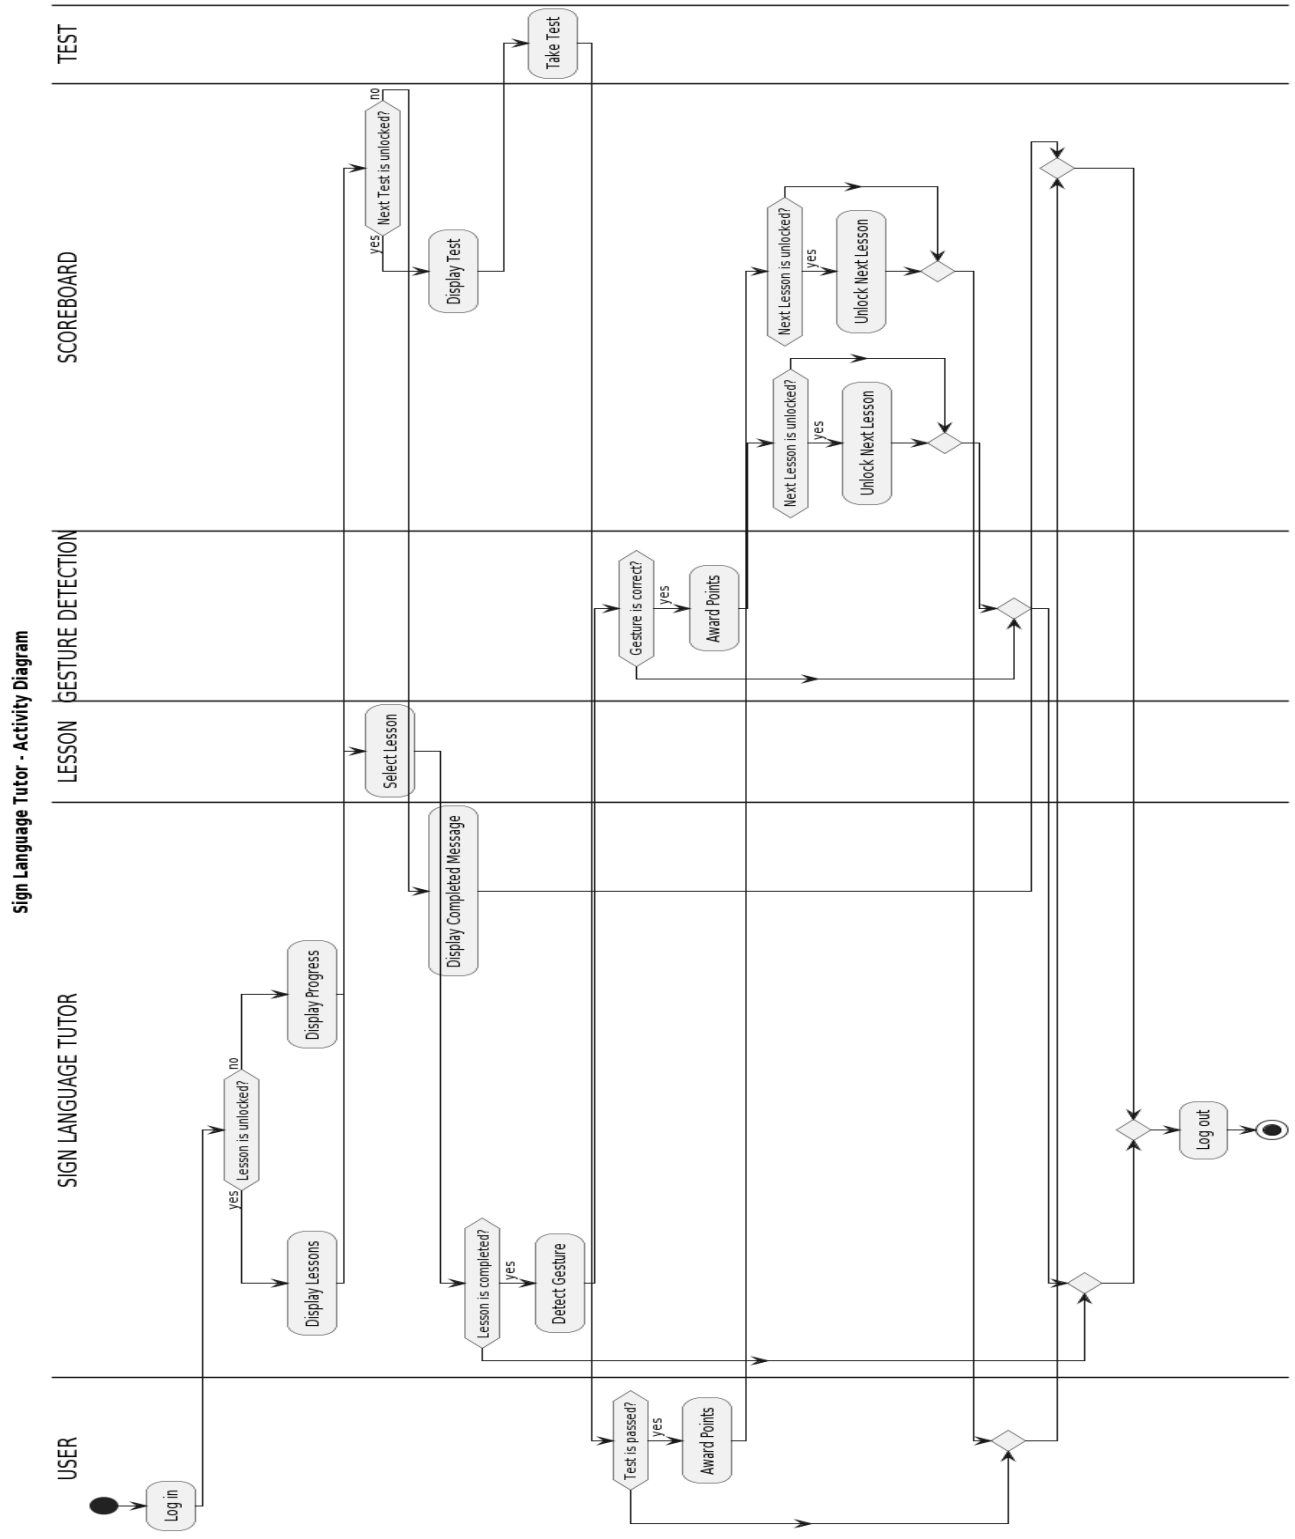 Sign Language Tutor - Activity Diagram
USER
SIGN LANGUAGE TUTOR
LESSON
GESTURE DETECTION
SCOREBOARD
TEST
Log in
Lesson is unlocked?
yes
no
Display Lessons
Display Progress
Select Lesson
Next Test is unlocked?
yes
no
Display Completed Message
Display Test
Lesson is completed?
yes
Take Test
Detect Gesture
Test is passed?
yes
Gesture is correct?
yes
Award Points
Award Points
Next Lesson is unlocked?
yes
Next Lesson is unlocked?
yes
Unlock Next Lesson
Unlock Next Lesson
Log out